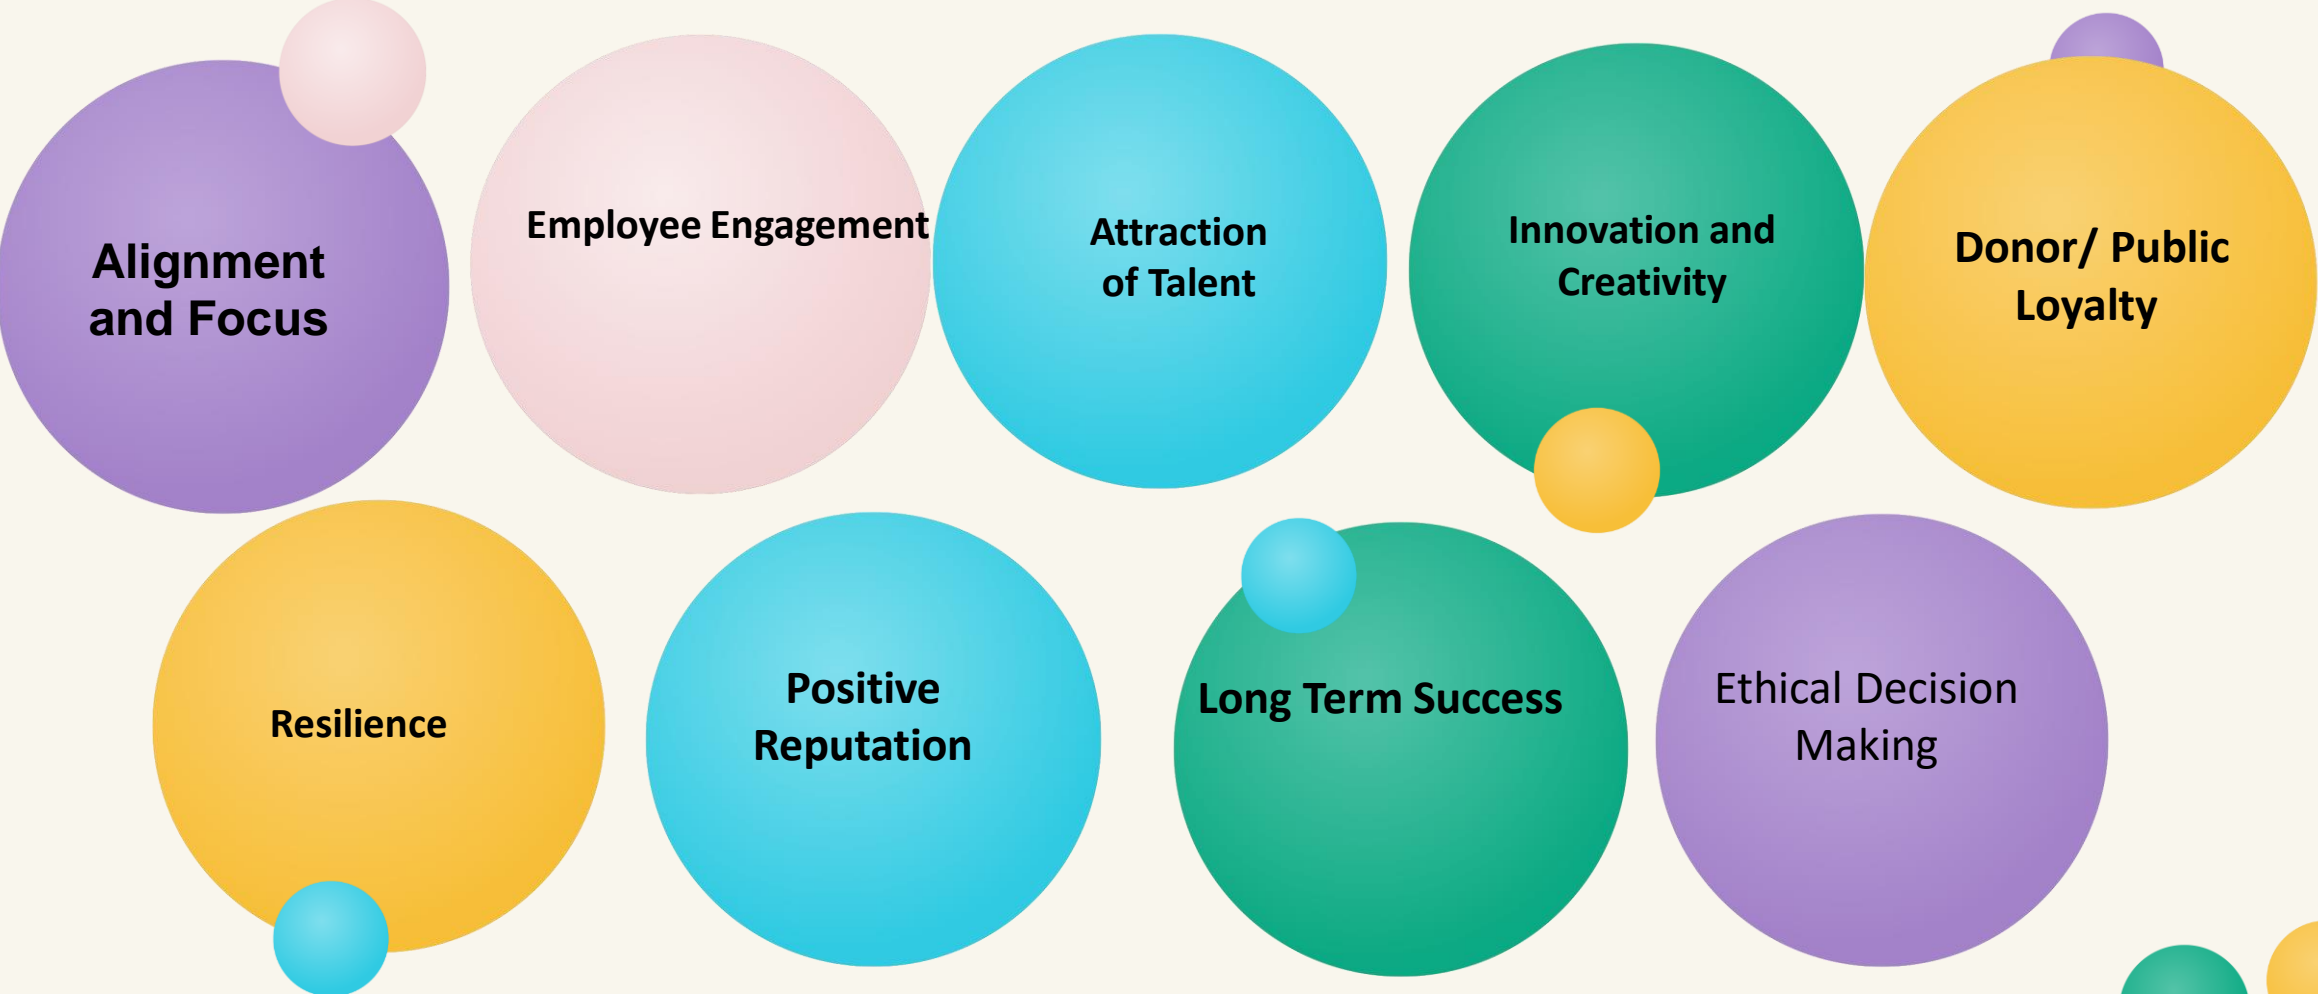 Alignment
and Focus
Employee Engagement
Attraction
of Talent
Innovation and
Creativity
Donor/ Public
Loyalty
Resilience
Positive
Reputation
Long Term Success
Ethical Decision
Making